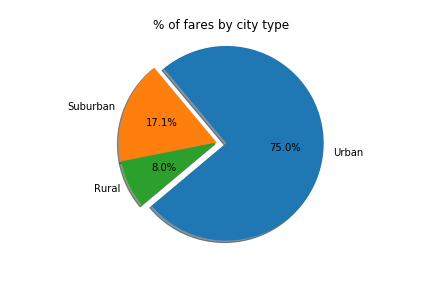 % of fares by city type
Suburban
17.1%
75.0%
Urban
8.0%
Rural